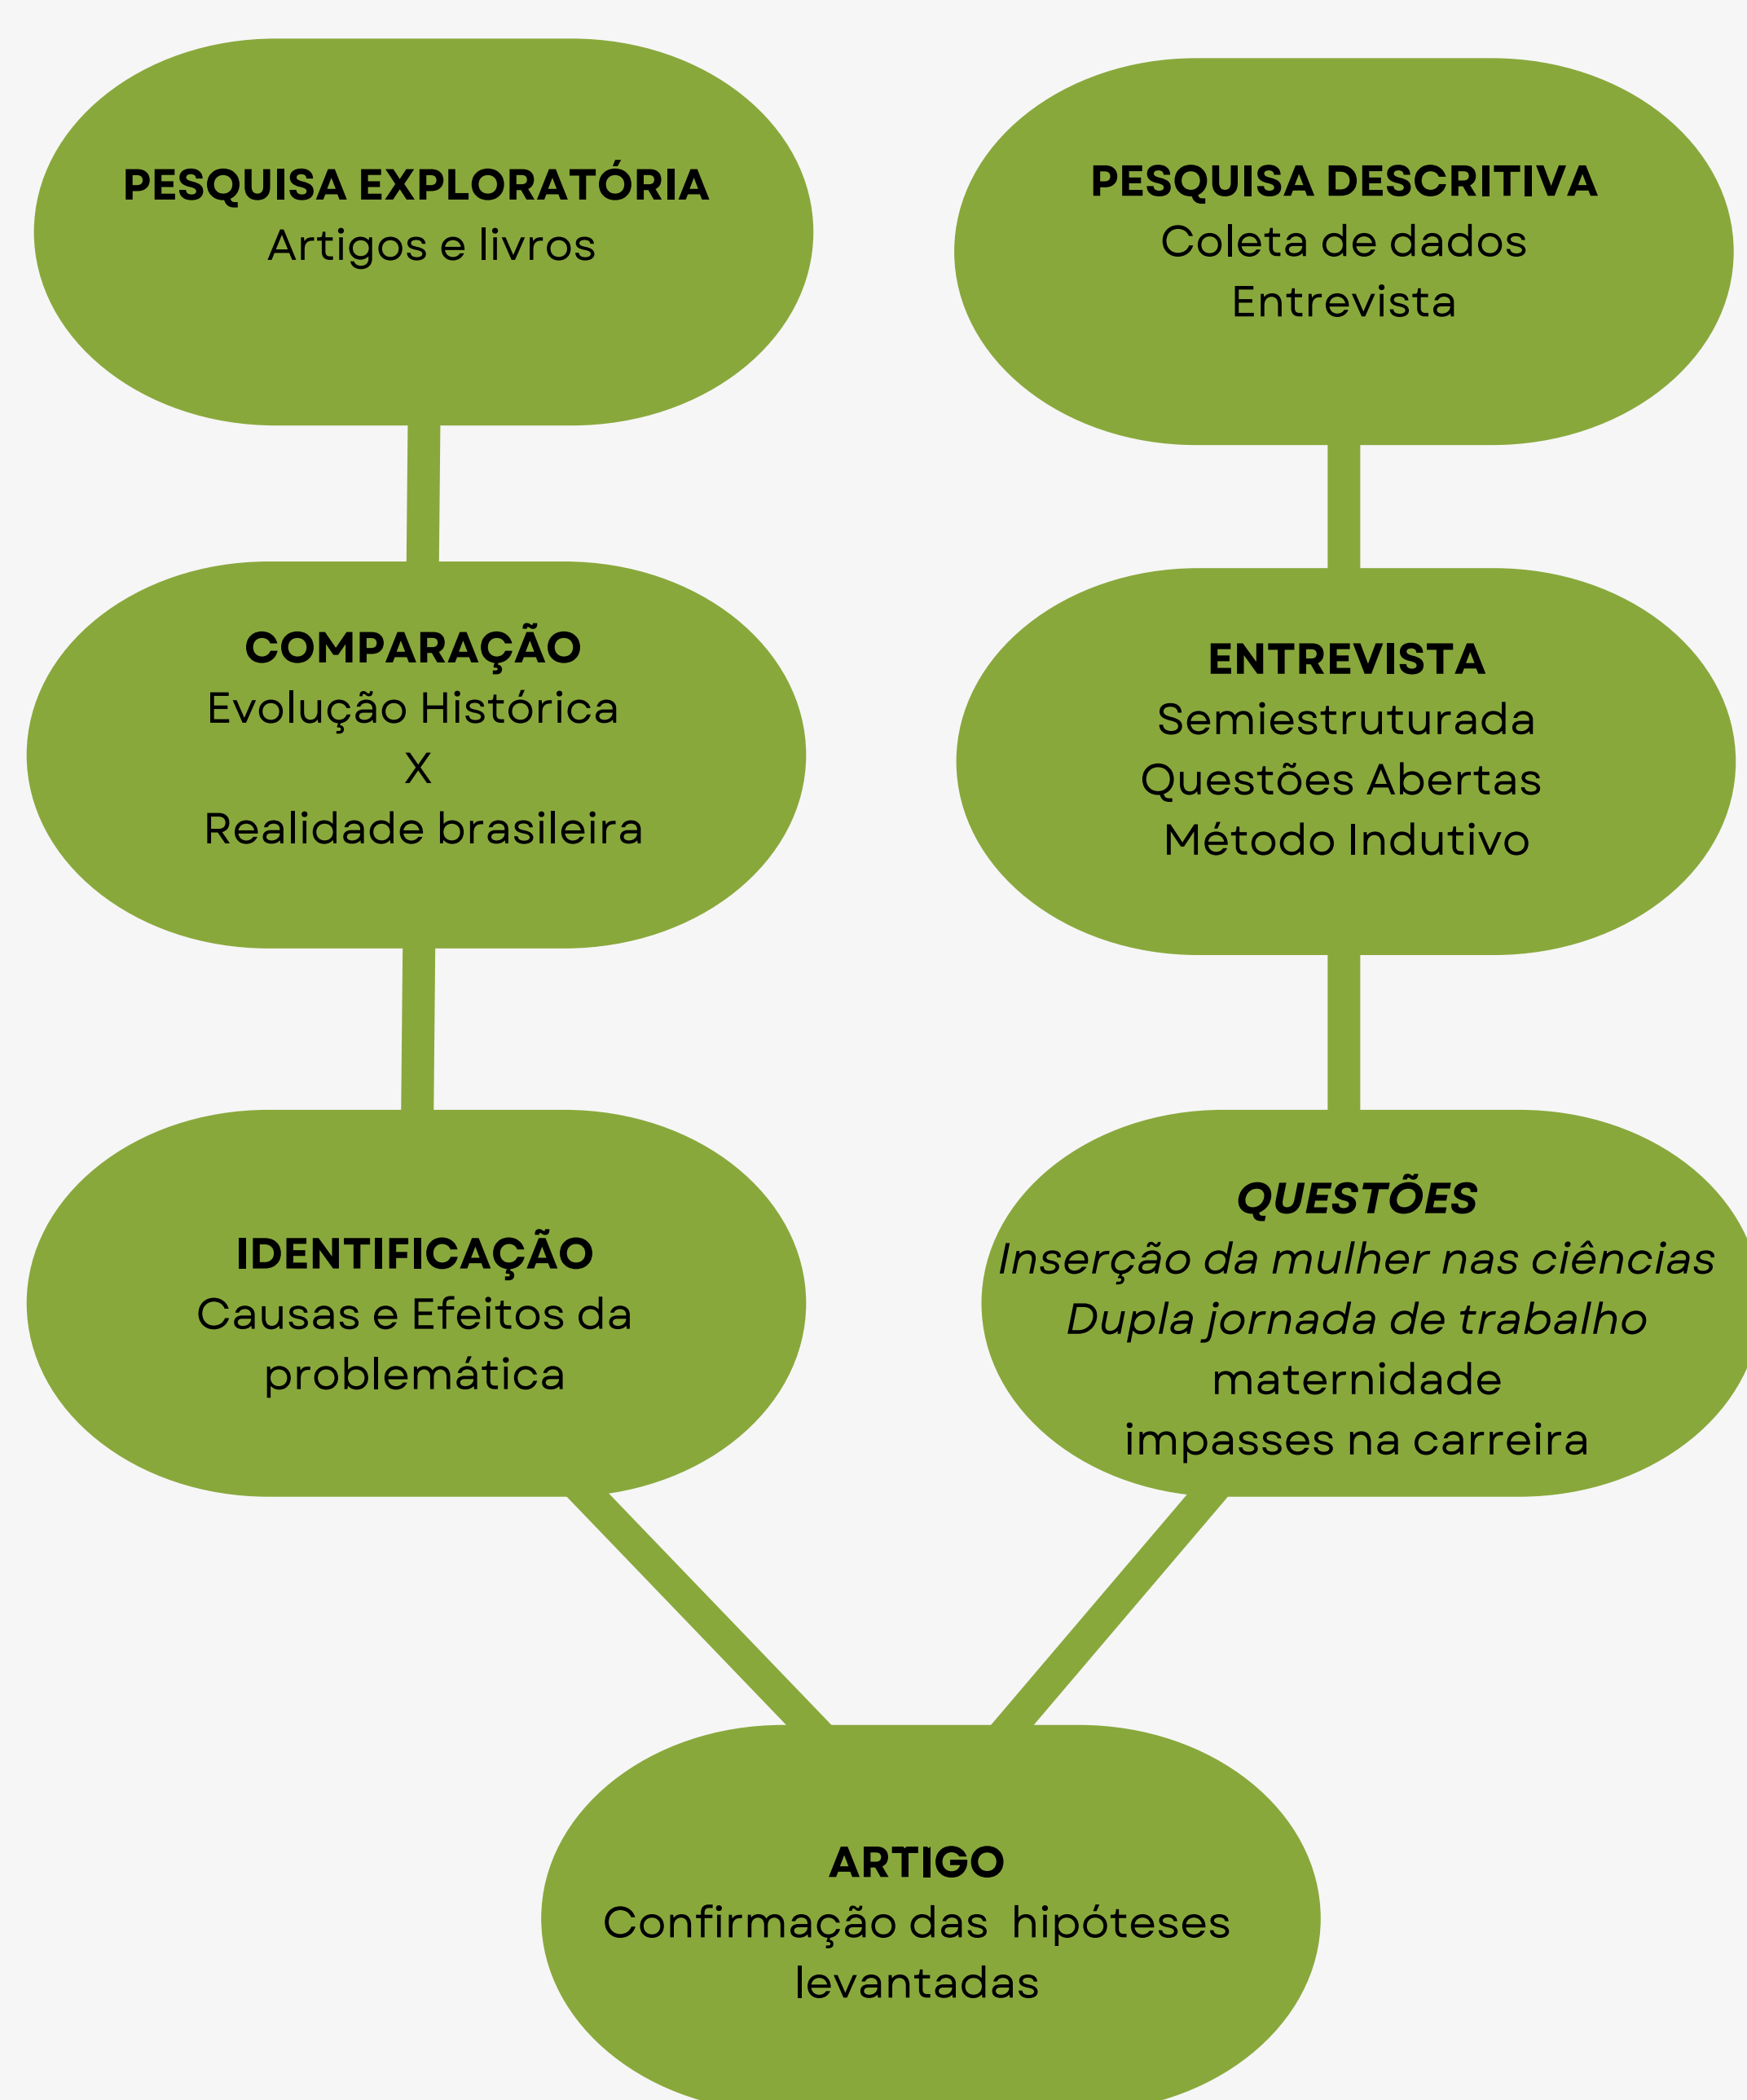 PESQUISA EXPLORATÓRIA
Artigos e livros
COMPARAÇÃO
Evolução Histórica
X
Realidade brasileira
IDENTIFICAÇÃO
Causas e Efeitos da
problemática
PESQUISA DESCRITIVA
Coleta de dados
Entrevista
ENTREVISTA
Semiestruturada
Questões Abertas
Método Indutivo
QUESTÕES
Inserção da mulher nas ciências
Dupla jornada de trabalho
maternidade
impasses na carreira
ARTIGO
Confirmação das  hipóteses
levantadas